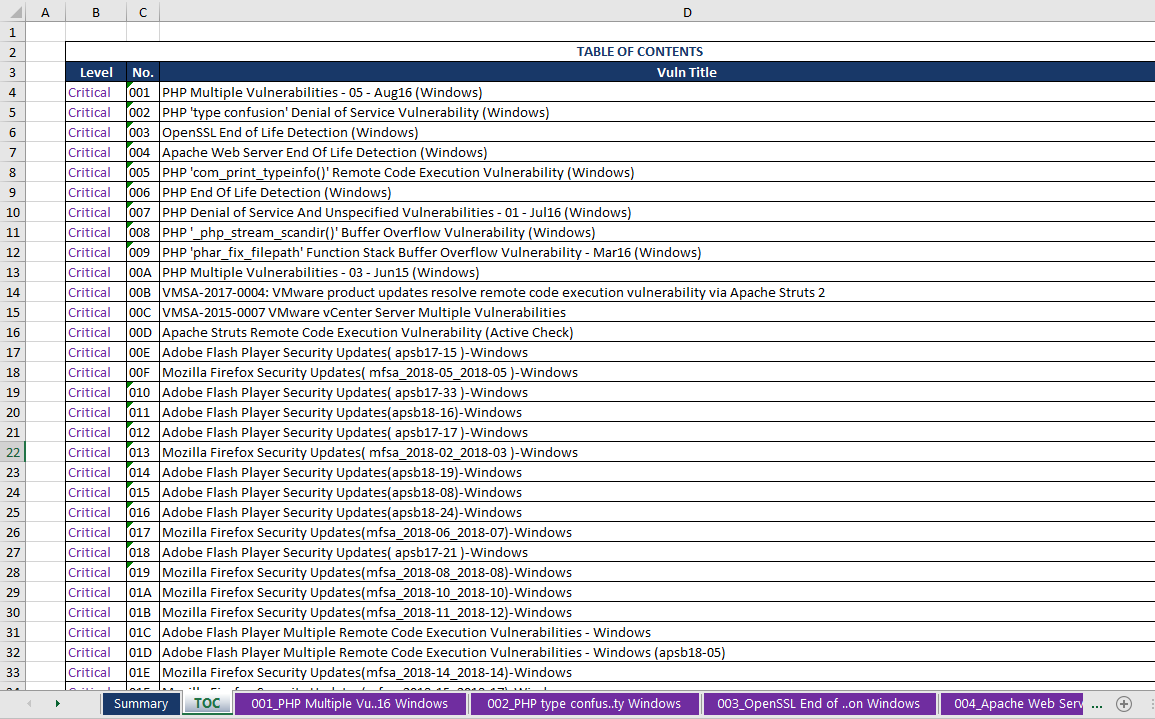 A B C D
1
2 TABLE OF CONTENTS
3 Level No. Vuln Title
4 Critical 001 PHP Multiple Vulnerabilities - 05 - Aug16 (Windows)
5 Critical 002 PHP 'type confusion' Denial of Service Vulnerability (Windows)
6 Critical 003 OpenSSL End of Life Detection (Windows)
7 Critical 004 Apache Web Server End Of Life Detection (Windows)
8 Critical 005 PHP 'com_print_typeinfo()' Remote Code Execution Vulnerability (Windows)
9 Critical 006 PHP End Of Life Detection (Windows)
10 Critical 007 PHP Denial of Service And Unspecified Vulnerabilities - 01 - Jul16 (Windows)
11 Critical 008 PHP '_php_stream_scandir()' Buffer Overflow Vulnerability (Windows)
12 Critical 009 PHP 'phar_fix_filepath' Function Stack Buffer Overflow Vulnerability - Mar16 (Windows)
13 Critical 00A PHP Multiple Vulnerabilities - 03 - Jun15 (Windows)
14 Critical 00B VMSA-2017-0004: VMware product updates resolve remote code execution vulnerability via Apache Struts 2
15 Critical 00C VMSA-2015-0007 VMware vCenter Server Multiple Vulnerabilities
16 Critical 00D Apache Struts Remote Code Execution Vulnerability (Active Check)
17 Critical 00E Adobe Flash Player Security Updates( apsb17-15 )-Windows
18 Critical 00F Mozilla Firefox Security Updates( mfsa_2018-05_2018-05 )-Windows
19 Critical 010 Adobe Flash Player Security Updates( apsb17-33 )-Windows
20 Critical 011 Adobe Flash Player Security Updates(apsb18-16)-Windows
21 Critical 012 Adobe Flash Player Security Updates( apsb17-17 )-Windows
22 Critical 013 Mozilla Firefox Security Updates( mfsa_2018-02_2018-03 )-Windows
23 Critical 014 Adobe Flash Player Security Updates(apsb18-19)-Windows
24 Critical 015 Adobe Flash Player Security Updates(apsb18-08)-Windows
25 Critical 016 Adobe Flash Player Security Updates(apsb18-24)-Windows
26 Critical 017 Mozilla Firefox Security Updates(mfsa_2018-06_2018-07)-Windows
27 Critical 018 Adobe Flash Player Security Updates( apsb17-21 )-Windows
28 Critical 019 Mozilla Firefox Security Updates(mfsa_2018-08_2018-08)-Windows
29 Critical 01A Mozilla Firefox Security Updates(mfsa_2018-10_2018-10)-Windows
30 Critical 01B Mozilla Firefox Security Updates(mfsa_2018-11_2018-12)-Windows
31 Critical 01C Adobe Flash Player Multiple Remote Code Execution Vulnerabilities - Windows
32 Critical 01D Adobe Flash Player Multiple Remote Code Execution Vulnerabilities - Windows (apsb18-05)
33 Critical 01E Mozilla Firefox Security Updates(mfsa_2018-14_2018-14)-Windows
Summary TOC 001_PHP Multiple Vu..16 Windows 002_PHP type confus..ty Windows 003_OpenSSL End of ..on Windows 004_Apache Web Serv ...